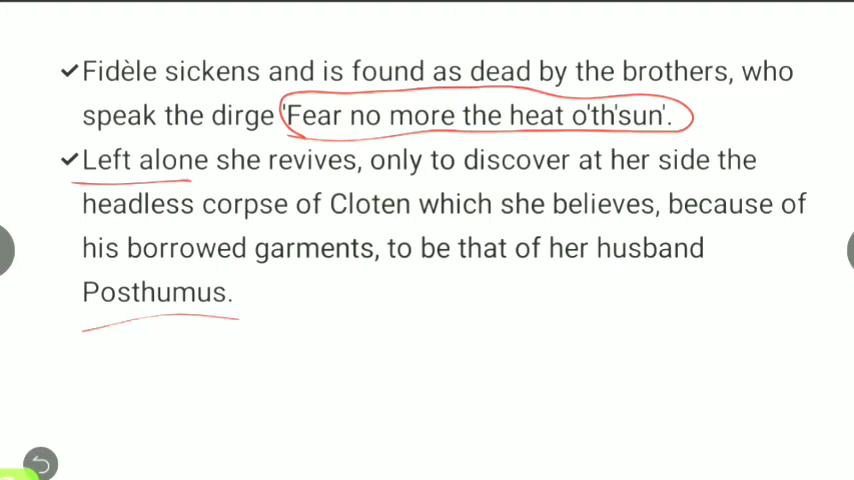 ✓Fidèle sickens and is found as dead by the brothers, who
speak the dirge 'Fear no more the heat o'th'sun'.
✓Left alone she revives, only to discover at her side the
headless corpse of Cloten which she believes, because of
his borrowed garments, to be that of her husband
Posthumus.